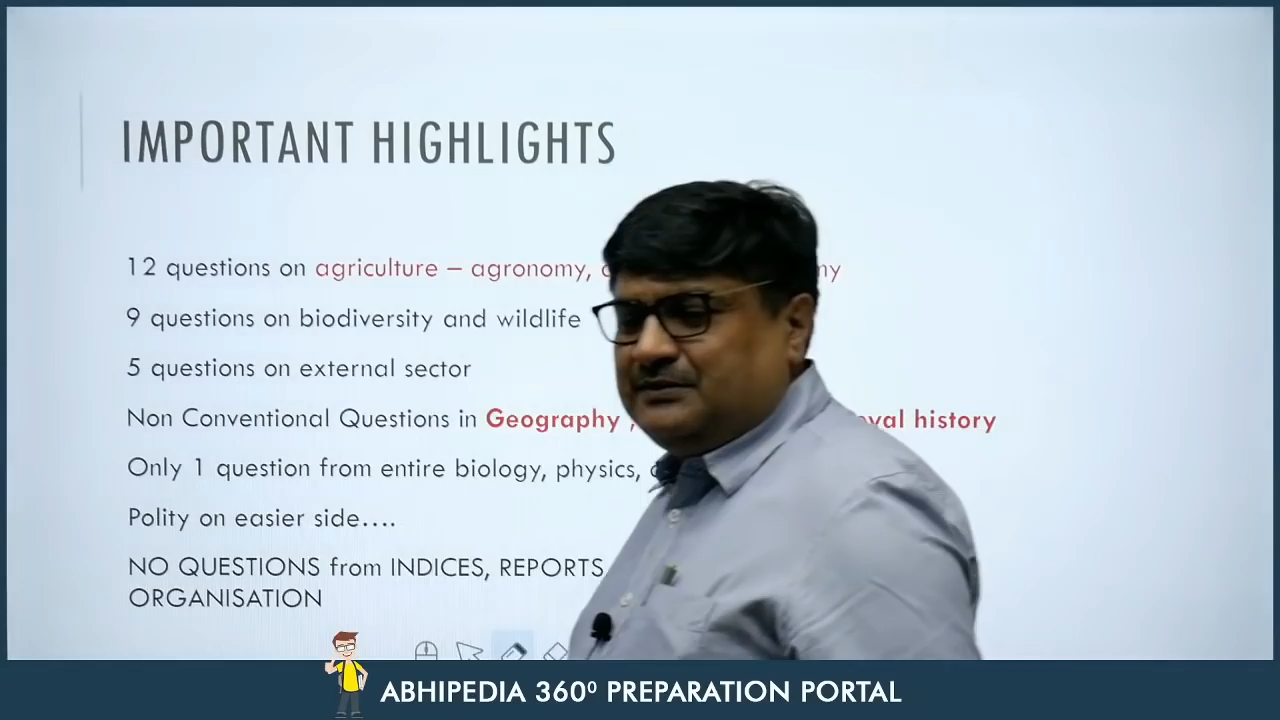 IMPORTANT HIGHLIGHTS
12 questions on agriculture – agronomy,
9 questions on biodiversity and wildlife
5 questions on external sector
Non Conventional Questions in Geography , history
Only 1 question from entire biology, physics,
Polity on easier side....
NO QUESTIONS from INDICES, REPORTS
ORGANISATION
ABHIPEDIA 360⁰ PREPARATION PORTAL